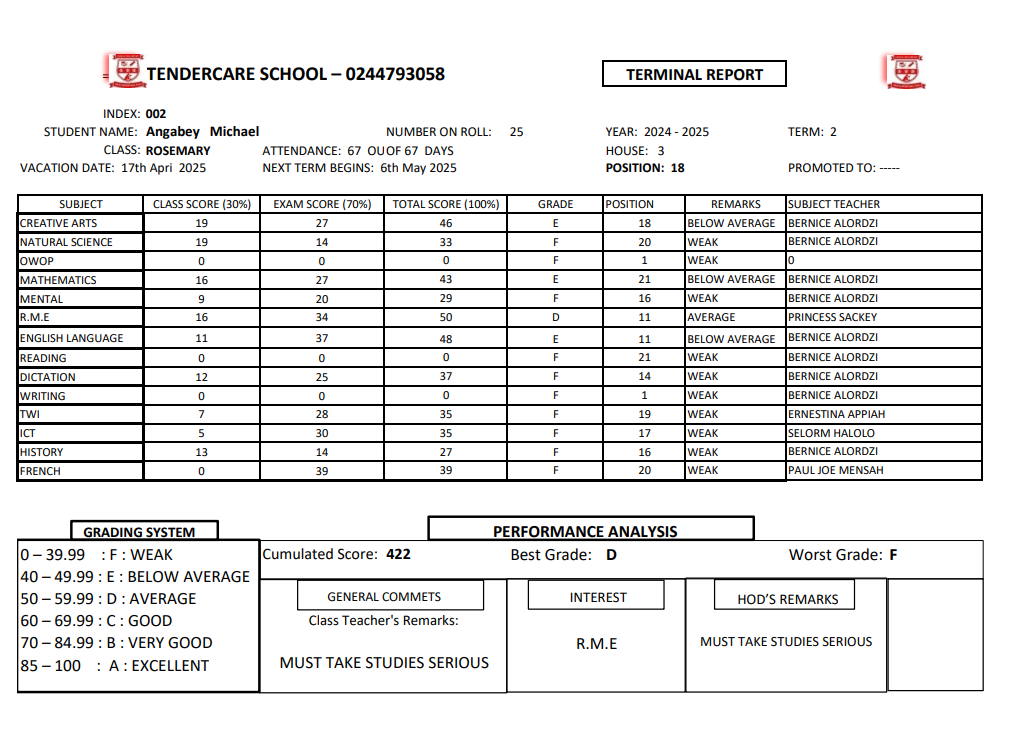 TENDERCARE SCHOOL – 0244793058 TERMINAL REPORT
INDEX: 002
STUDENT NAME: Angabey Michael NUMBER ON ROLL: 25 YEAR: 2024 - 2025 TERM: 2
CLASS: ROSEMARY ATTENDANCE: 67 OU OF 67 DAYS HOUSE: 3
VACATION DATE: 17th Apri 2025 NEXT TERM BEGINS: 6th May 2025 POSITION: 18 PROMOTED TO: -----
SUBJECT CLASS SCORE (30%) EXAM SCORE (70%) TOTAL SCORE (100%) GRADE POSITION REMARKS SUBJECT TEACHER
CREATIVE ARTS 19 27 46 E 18 BELOW AVERAGE BERNICE ALORDZI
NATURAL SCIENCE 19 14 33 F 20 WEAK BERNICE ALORDZI
OWOP 0 0 0 F 1 WEAK 0
MATHEMATICS 16 27 43 E 21 BELOW AVERAGE BERNICE ALORDZI
MENTAL 9 20 29 F 16 WEAK BERNICE ALORDZI
R.M.E 16 34 50 D 11 AVERAGE PRINCESS SACKEY
ENGLISH LANGUAGE 11 37 48 E 11 BELOW AVERAGE BERNICE ALORDZI
READING 0 0 0 F 21 WEAK BERNICE ALORDZI
DICTATION 12 25 37 F 14 WEAK BERNICE ALORDZI
WRITING 0 0 0 F 1 WEAK BERNICE ALORDZI
TWI 7 28 35 F 19 WEAK ERNESTINA APPIAH
ICT 5 30 35 F 17 WEAK SELORM HALOLO
HISTORY 13 14 27 F 16 WEAK BERNICE ALORDZI
FRENCH 0 39 39 F 20 WEAK PAUL JOE MENSAH
GRADING SYSTEM PERFORMANCE ANALYSIS
0 – 39.99 : F : WEAK
40 – 49.99 : E : BELOW AVERAGE
50 – 59.99 : D : AVERAGE
60 – 69.99 : C : GOOD
70 – 84.99 : B : VERY GOOD
85 – 100 : A : EXCELLENT
Cumulated Score: 422 Best Grade: D Worst Grade: F
GENERAL COMMETS
Class Teacher's Remarks:
MUST TAKE STUDIES SERIOUS
INTEREST
R.M.E
HOD'S REMARKS
MUST TAKE STUDIES SERIOUS